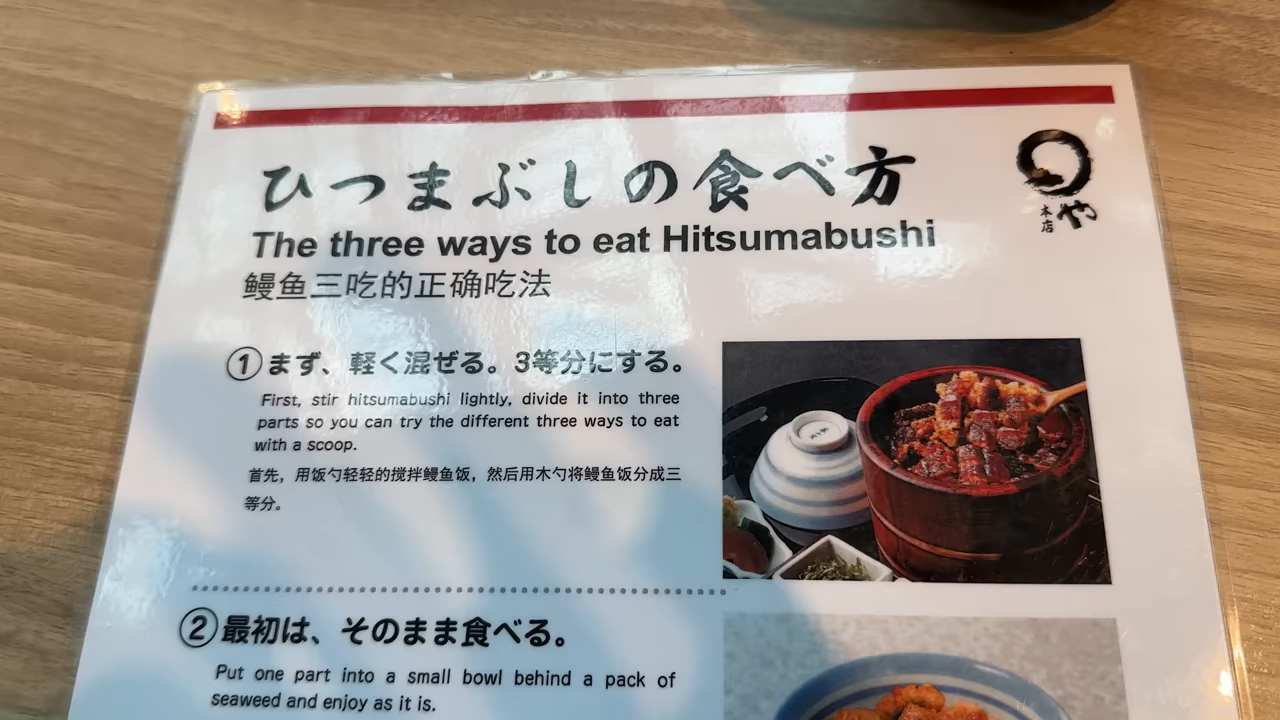 ひつまぶしの食べ方
The three ways to eat Hitsumabushi
鳗鱼三吃的正确吃法
や
本店
①まず、軽く混ぜる。3等分にする。
First, stir hitsumabushi lightly, divide it into three
parts so you can try the different three ways to eat
with a scoop.
首先，用饭勺轻轻的搅拌鳗鱼饭，然后用木勺将鳗鱼饭分成三
等分。
②最初は、そのまま食べる。
Put one part into a small bowl behind a pack of
seaweed and enjoy as it is.